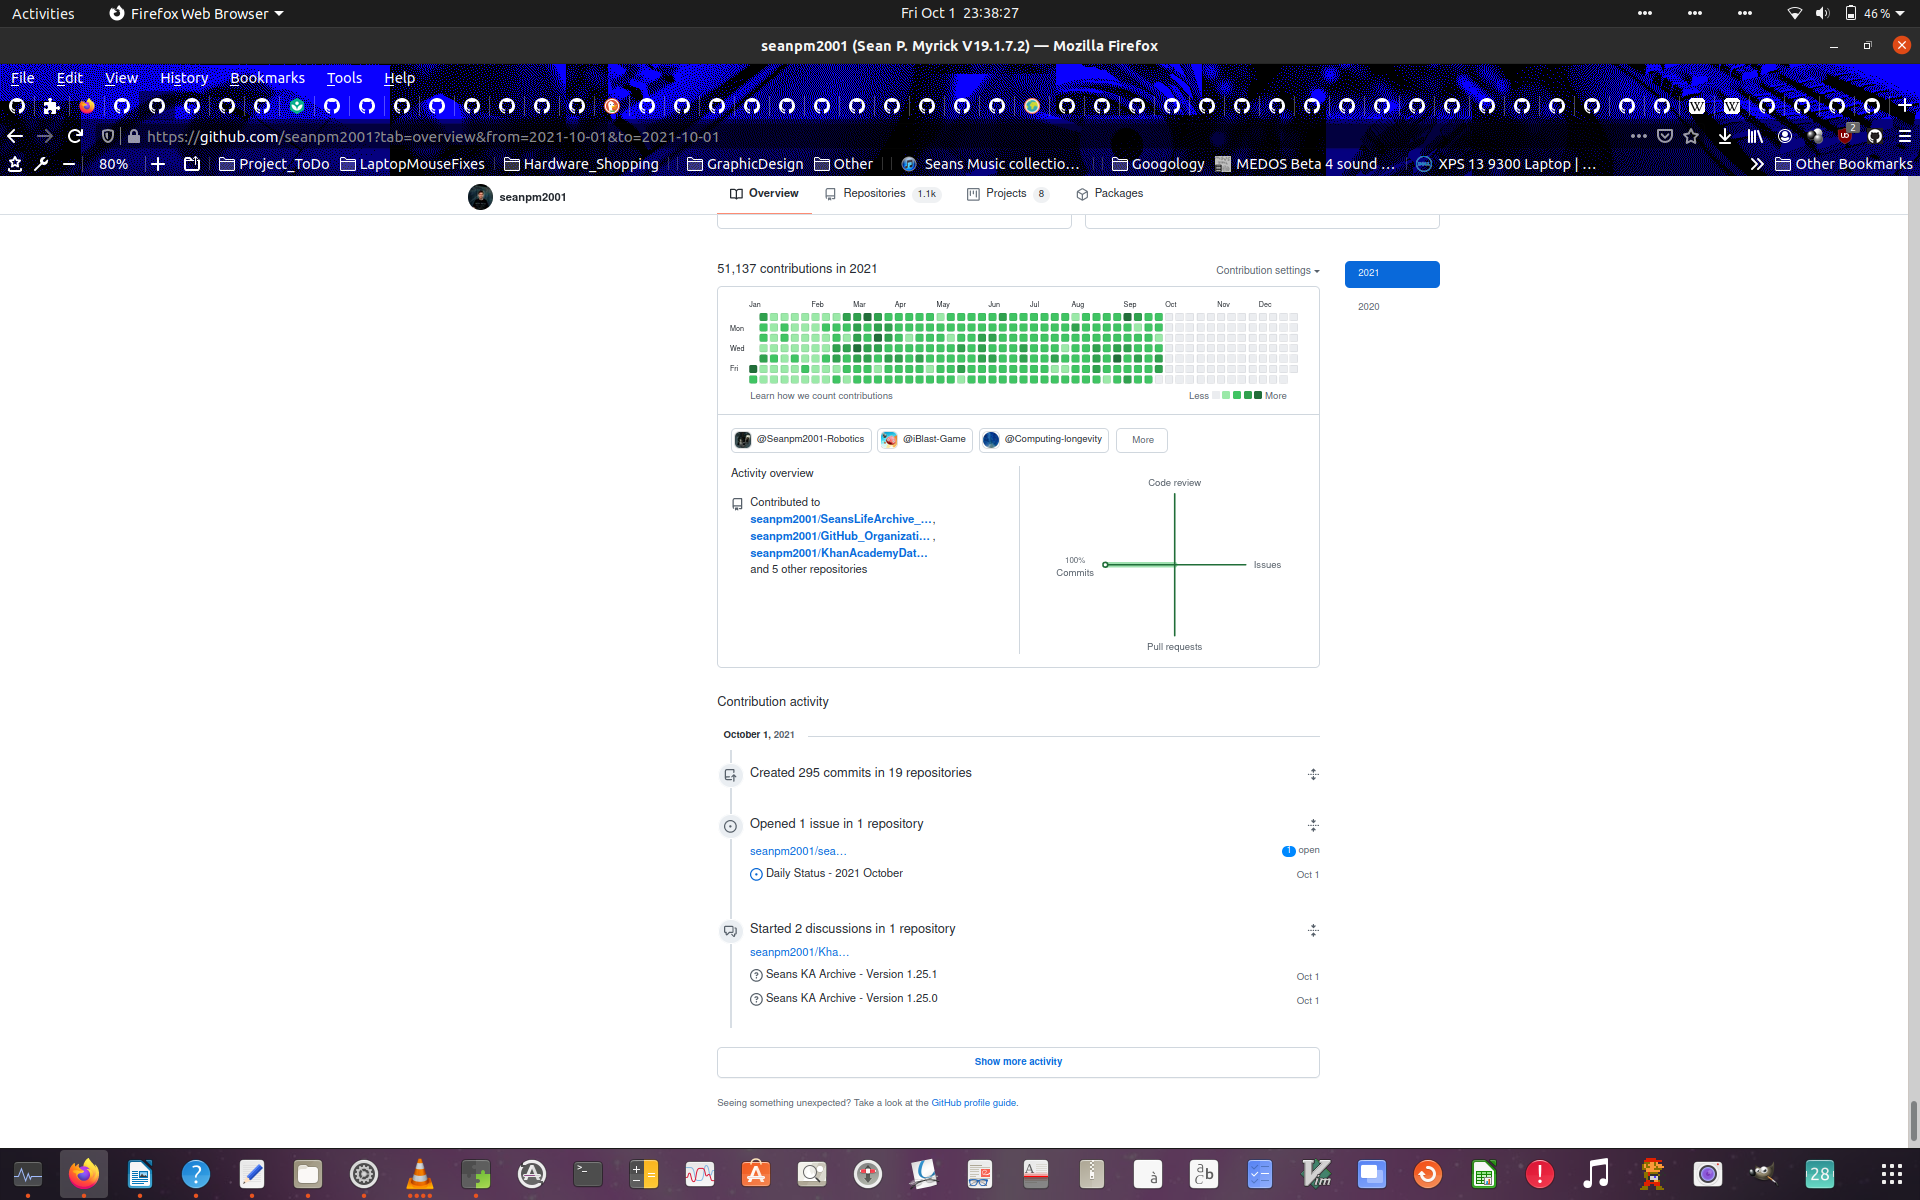 Activities Firefox Web Browser Fri Oct 1 23:38:27 46 %
seanpm2001 (Sean P. Myrick V19.1.7.2) — Mozilla Firefox
File Edit View History Bookmarks Tools Help
https://github.com/seanpm2001?tab=overview&from=2021-10-01&to=2021-10-01 2
80% Project_ToDo LaptopMouseFixes Hardware_Shopping GraphicDesign Other Seans Music collectio… Googology MEDOS Beta 4 sound … XPS 13 9300 Laptop | … Other Bookmarks
seanpm2001 Overview Repositories 1.1k Projects 8 Packages
51,137 contributions in 2021 Contribution settings 2021
2020
Jan Feb Mar Apr May Jun Jul Aug Sep Oct Nov Dec
Mon
Wed
Fri
Learn how we count contributions Less More
@Seanpm2001-Robotics @iBlast-Game @Computing-longevity More
Activity overview
Contributed to
seanpm2001/SeansLifeArchive_…,
seanpm2001/GitHub_Organizati… ,
seanpm2001/KhanAcademyDat…
and 5 other repositories
Code review
100%
Commits
Issues
Pull requests
Contribution activity
October 1, 2021
Created 295 commits in 19 repositories
Opened 1 issue in 1 repository
seanpm2001/sea… 1 open
Daily Status - 2021 October Oct 1
Started 2 discussions in 1 repository
seanpm2001/Kha…
Seans KA Archive - Version 1.25.1 Oct 1
Seans KA Archive - Version 1.25.0 Oct 1
Show more activity
Seeing something unexpected? Take a look at the GitHub profile guide.
28